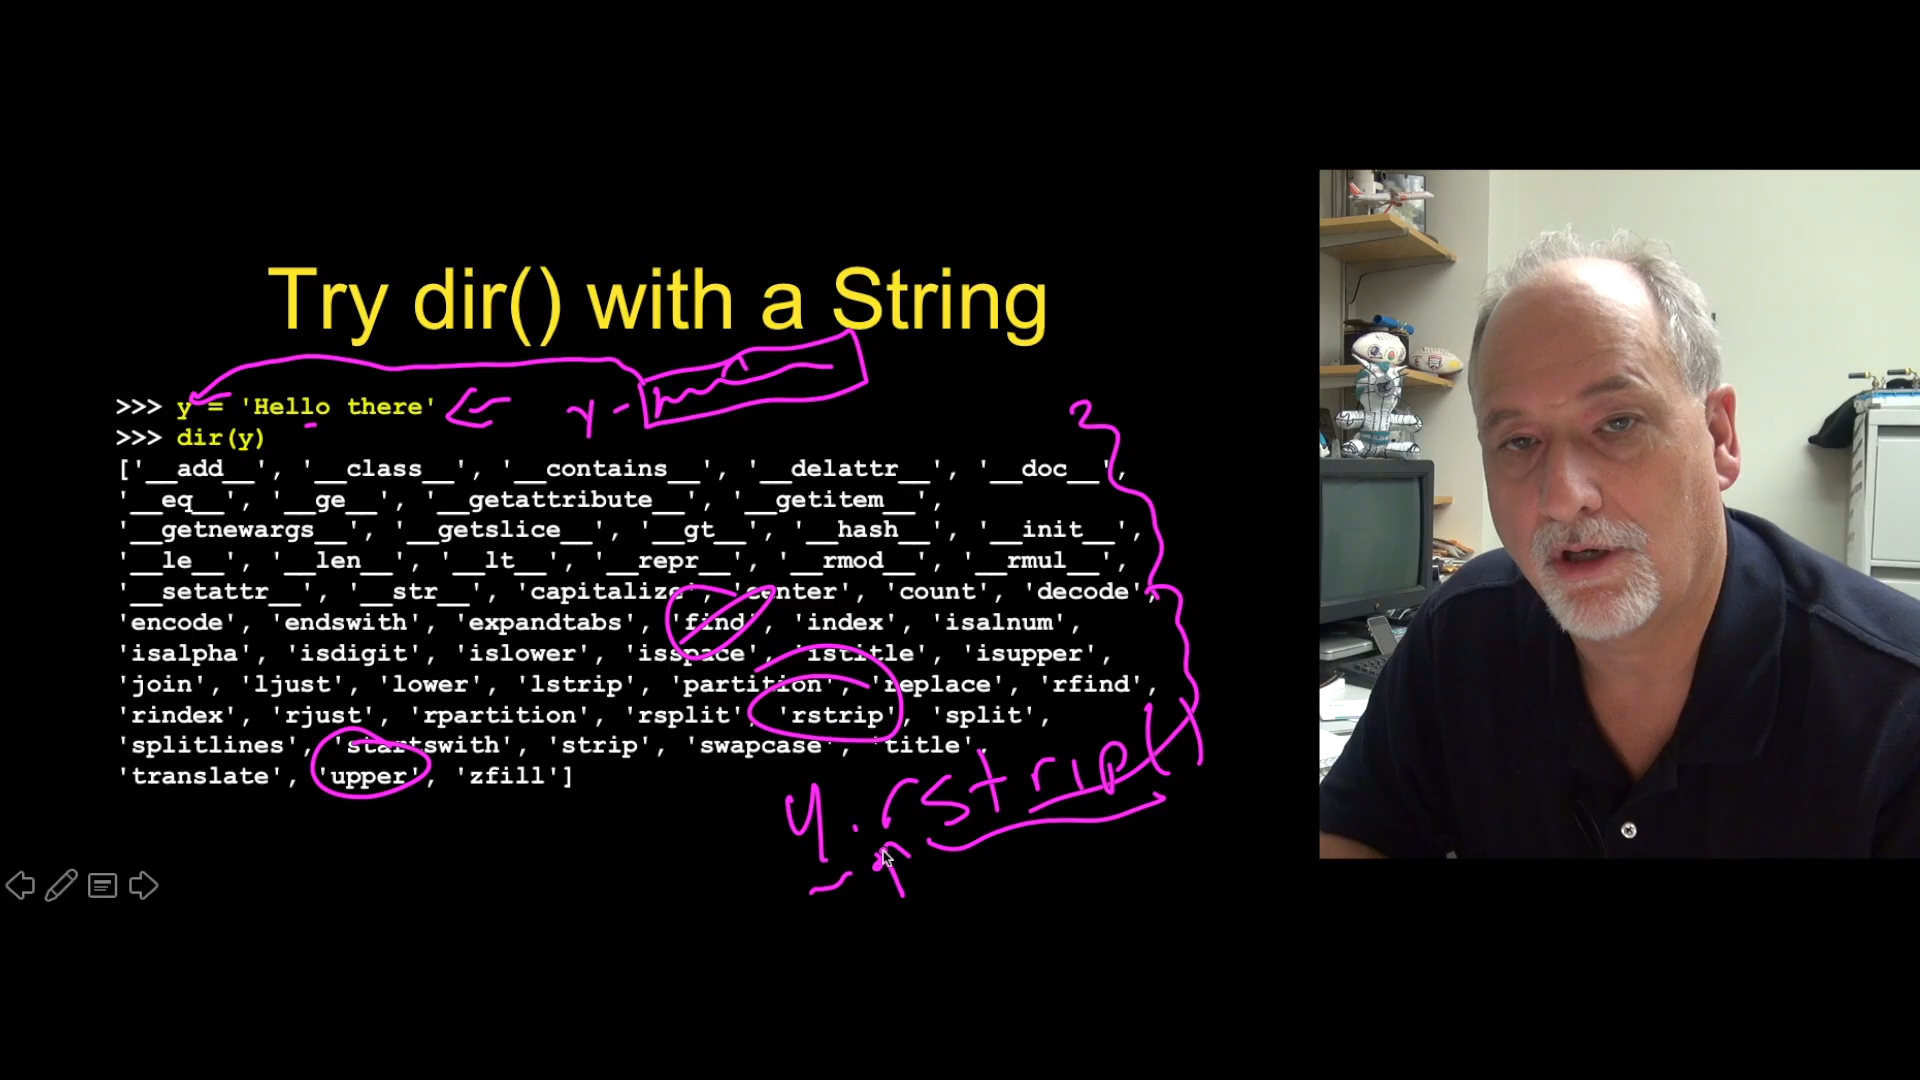 Try dir() with a String
>>> y = 'Hello there'
>>> dir(y)
['__add__', '__class__', '__contains__', '__delattr__', '__doc__',
'__eq__', '__ge__', '__getattribute__', '__getitem__',
'__getnewargs__', '__getslice__', '__gt__', '__hash__', '__init__',
'__le__', '__len__', '__lt__', '__repr__', '__rmod__', '__rmul__',
'__setattr__', '__str__', 'capitalize', 'center', 'count', 'decode',
'encode', 'endswith', 'expandtabs', 'find', 'index', 'isalnum',
'isalpha', 'isdigit', 'islower', 'isspace', 'istitle', 'isupper',
'join', 'ljust', 'lower', 'lstrip', 'partition', 'replace', 'rfind',
'rindex', 'rjust', 'rpartition', 'rsplit', 'rstrip', 'split',
'splitlines', 'startswith', 'strip', 'swapcase', 'title',
'translate', 'upper', 'zfill']
y.rstrip()